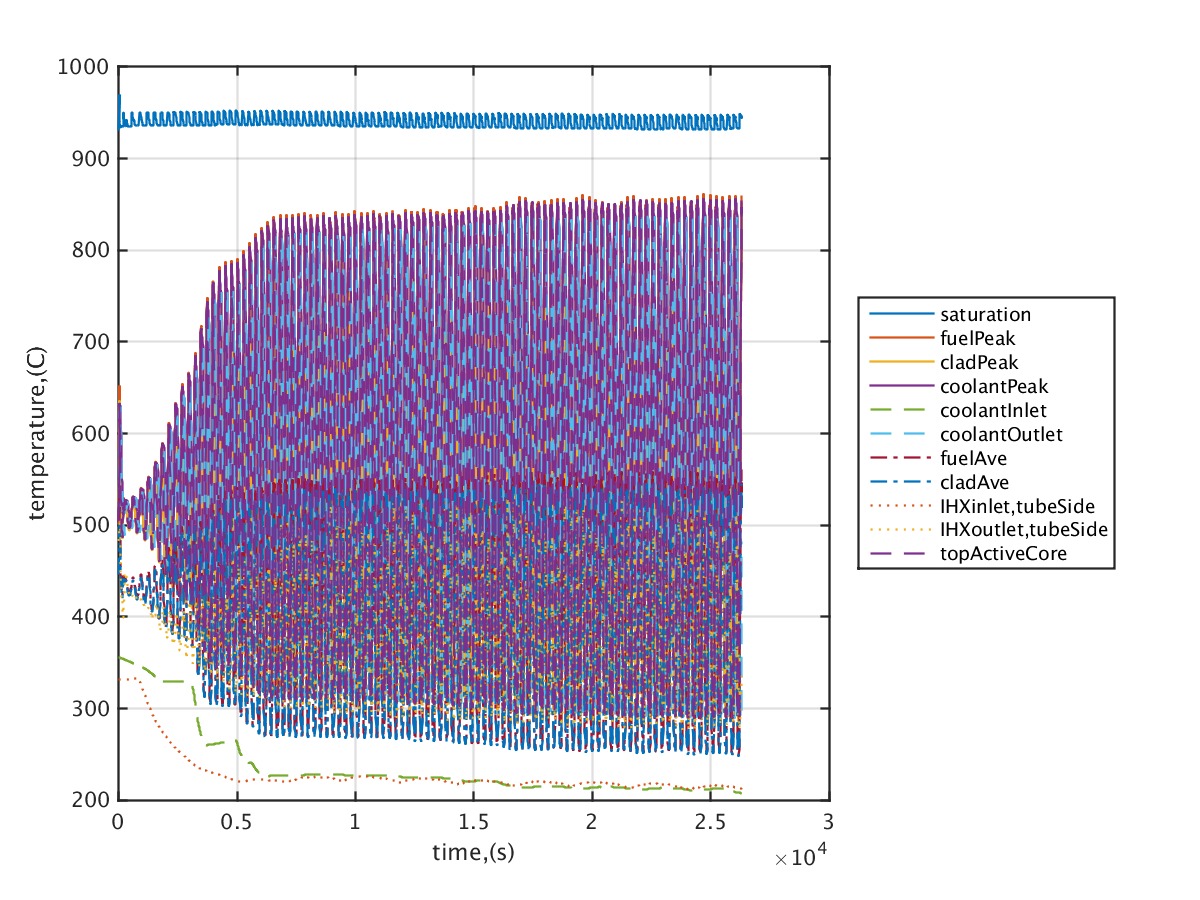 1000
900
800
700
600
500
400
300
200
temperature,(C)
0
0.5
1
1.5
2
2.5
3
time,(s)
×10^4
saturation
fuelPeak
cladPeak
coolantPeak
coolantInlet
coolantOutlet
fuelAve
cladAve
IHXinlet,tubeSide
IHXoutlet,tubeSide
topActiveCore